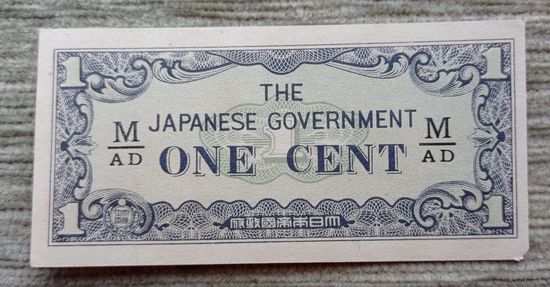 1 1
THE
JAPANESE GOVERNMENT
M/AD M/AD
ONE CENT
1 1
府政國帝本日大